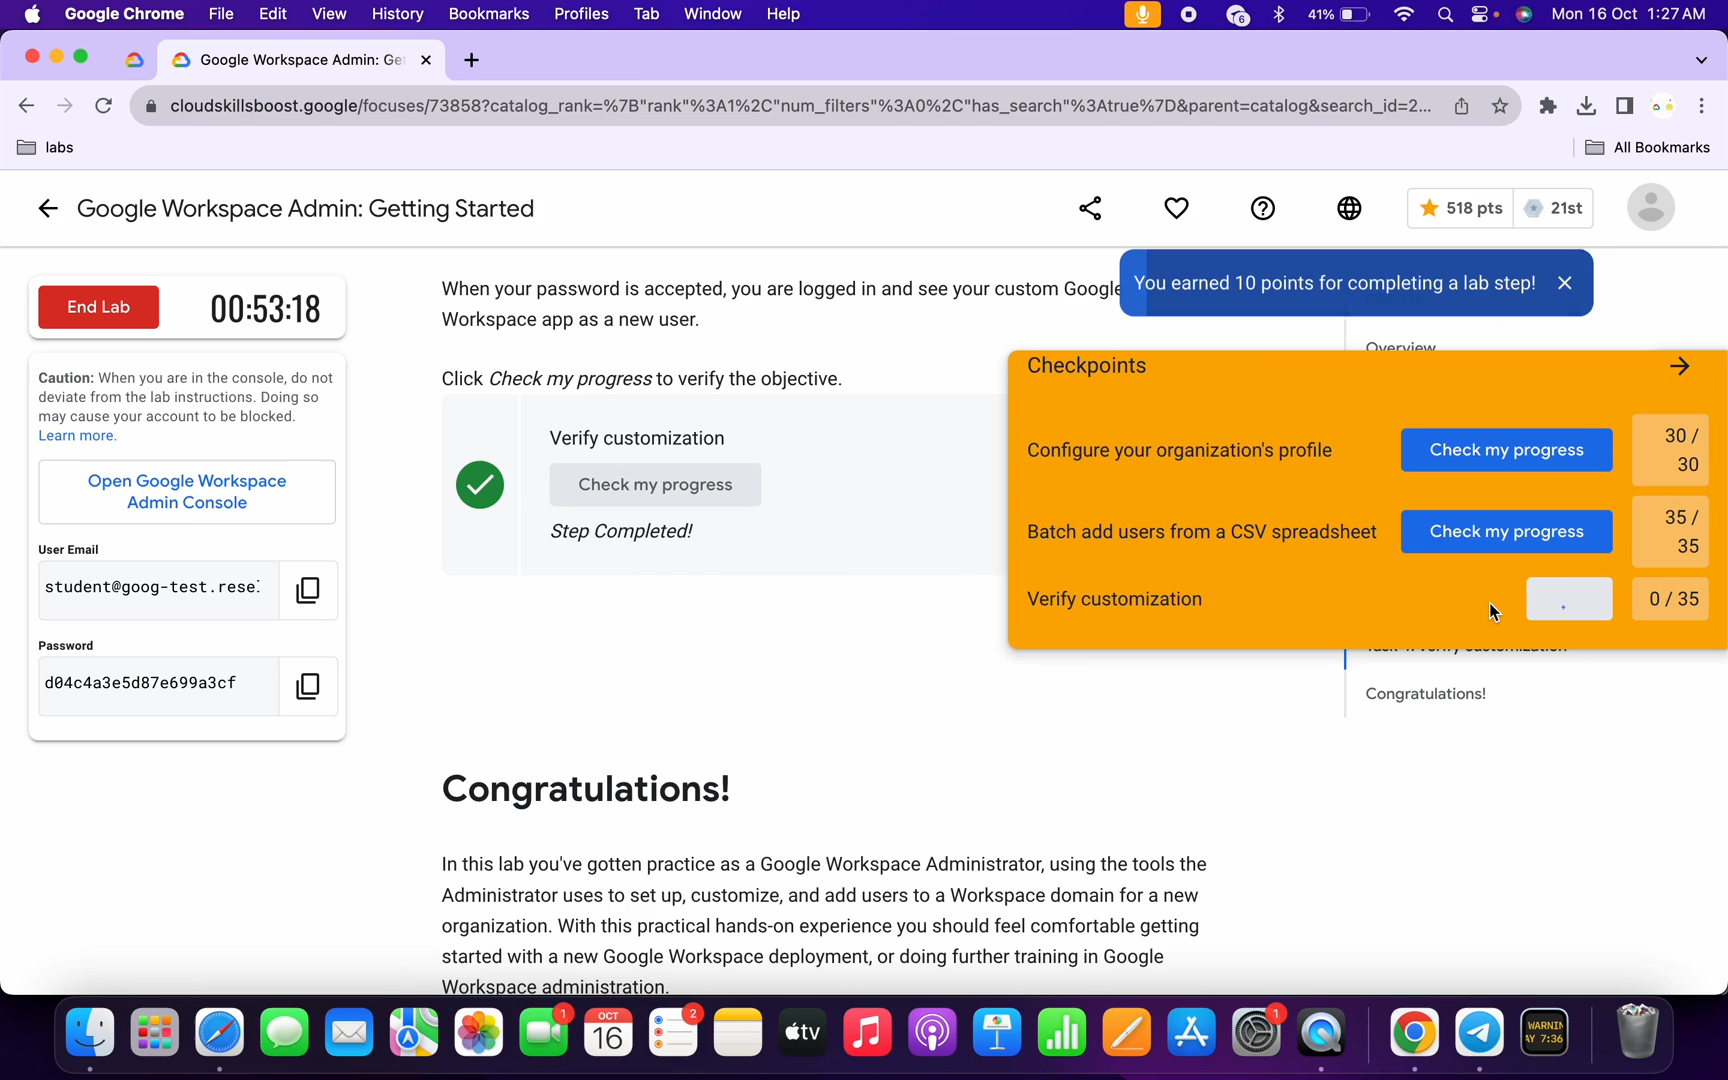 Google Chrome File Edit View History Bookmarks Profiles Tab Window Help 6 41% Mon 16 Oct 1:27 AM
Google Workspace Admin: Ge
cloudskillsboost.google/focuses/73858?catalog_rank=%7B"rank"%3A1%2C"num_filters"%3A0%2C"has_search"%3Atrue%7D&parent=catalog&search_id=2...
labs All Bookmarks
Google Workspace Admin: Getting Started 518 pts 21st
End Lab 00:53:18
Caution: When you are in the console, do not
deviate from the lab instructions. Doing so
may cause your account to be blocked.
Learn more.
Open Google Workspace
Admin Console
User Email
student@goog-test.rese
Password
d04c4a3e5d87e699a3cf
When your password is accepted, you are logged in and see your custom Google
Workspace app as a new user.
Click Check my progress to verify the objective.
Verify customization
Check my progress
Step Completed!
You earned 10 points for completing a lab step!
Overview
Checkpoints
Configure your organization's profile Check my progress 30 /
30
Batch add users from a CSV spreadsheet Check my progress 35 /
35
Verify customization 0 / 35
Congratulations!
Congratulations!
In this lab you've gotten practice as a Google Workspace Administrator, using the tools the
Administrator uses to set up, customize, and add users to a Workspace domain for a new
organization. With this practical hands-on experience you should feel comfortable getting
started with a new Google Workspace deployment, or doing further training in Google
Workspace administration.
1 OCT 16 2 tv 1 WARNIN
AY 7:36